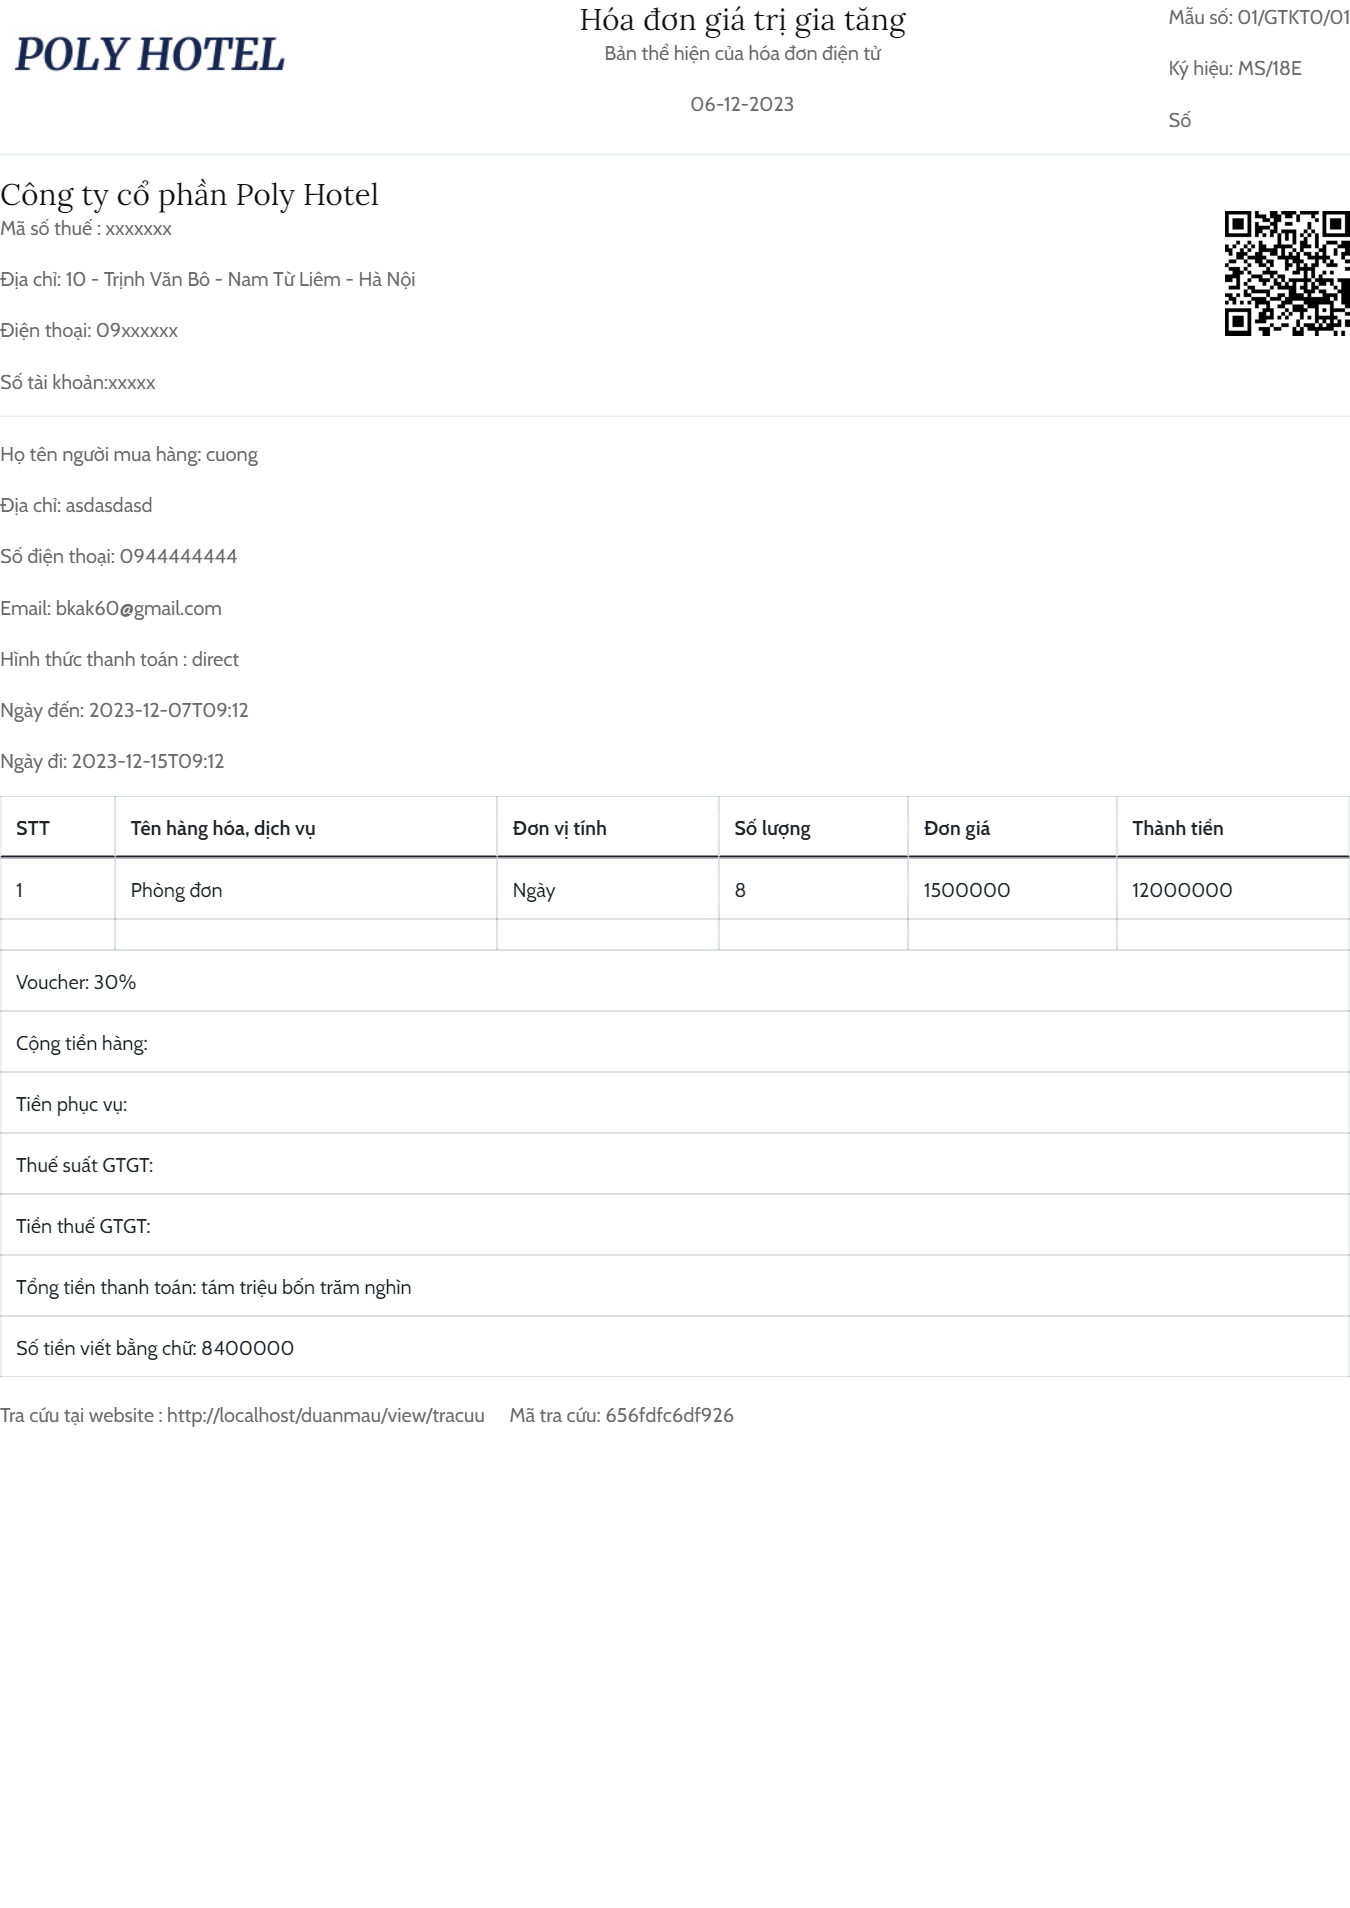 POLY HOTEL
Hóa đơn giá trị gia tăng
Bản thể hiện của hóa đơn điện tử
06-12-2023
Mẫu số: 01/GTKT0/01
Ký hiệu: MS/18E
Số
Công ty cổ phần Poly Hotel
Mã số thuế : xxxxxxx
Địa chỉ: 10 - Trịnh Văn Bô - Nam Từ Liêm - Hà Nội
Điện thoại: 09xxxxxx
Số tài khoản:xxxxx
Họ tên người mua hàng: cuong
Địa chỉ: asdasdasd
Số điện thoại: 0944444444
Email: bkak60@gmail.com
Hình thức thanh toán : direct
Ngày đến: 2023-12-07T09:12
Ngày đi: 2023-12-15T09:12
STT Tên hàng hóa, dịch vụ Đơn vị tính Số lượng Đơn giá Thành tiền
1 Phòng đơn Ngày 8 1500000 12000000
Voucher: 30%
Cộng tiền hàng:
Tiền phục vụ:
Thuế suất GTGT:
Tiền thuế GTGT:
Tổng tiền thanh toán: tám triệu bốn trăm nghìn
Số tiền viết bằng chữ: 8400000
Tra cứu tại website : http://localhost/duanmau/view/tracuu Mã tra cứu: 656fdfc6df926